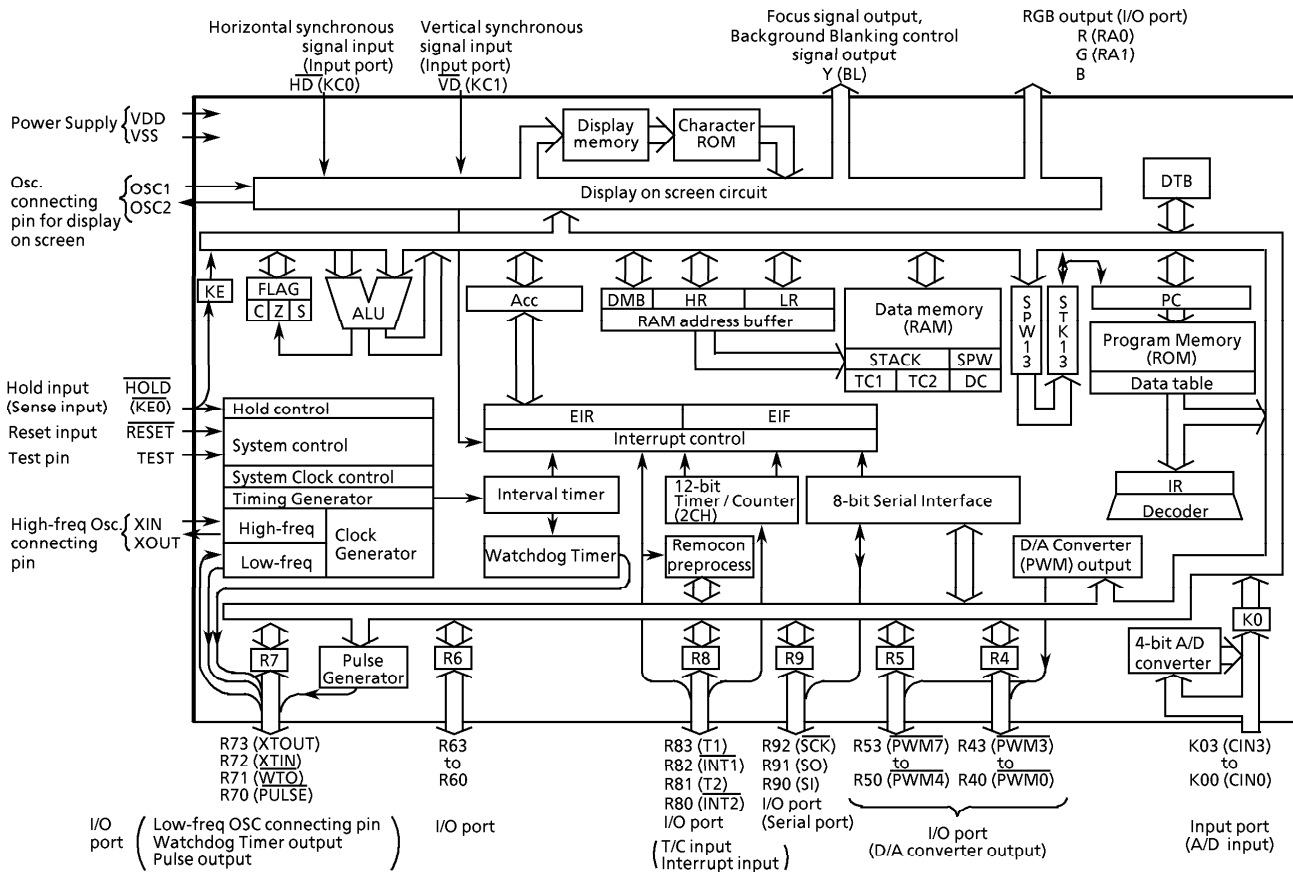 Horizontal synchronous
signal input
(Input port)
HD (KC0)
Vertical synchronous
signal input
(Input port)
VD (KC1)
Focus signal output,
Background Blanking control
signal output
Y (BL)
RGB output (I/O port)
R (RA0)
G (RA1)
B
Power Supply
VDD
VSS
Display
memory
Character
ROM
Osc.
connecting
pin for display
on screen
OSC1
OSC2
Display on screen circuit
DTB
KE
FLAG
C Z S
ALU
Acc
DMB HR LR
RAM address buffer
Data memory
(RAM)
STACK SPW
TC1 TC2 DC
SPW13
STK13
PC
Program Memory
(ROM)
Data table
Hold input
(Sense input)
HOLD
(KE0)
Reset input RESET
Test pin TEST
Hold control
System control
System Clock control
Timing Generator
High-freq
Low-freq
Clock
Generator
EIR EIF
Interrupt control
Interval timer
12-bit
Timer / Counter
(2CH)
8-bit Serial Interface
IR
Decoder
High-freq Osc.
connecting
pin
XIN
XOUT
Watchdog Timer
Remocon
preprocess
D/A Converter
(PWM) output
K0
R7
Pulse
Generator
R6
R8
R9
R5
R4
4-bit A/D
converter
R73 (XTOUT)
R72 (XTIN)
R71 (WTO)
R70 (PULSE)
I/O
port
Low-freq OSC connecting pin
Watchdog Timer output
Pulse output
R63
to
R60
I/O port
R83 (T1)
R82 (INT1)
R81 (T2)
R80 (INT2)
I/O port
(T/C input
Interrupt input)
R92 (SCK)
R91 (SO)
R90 (SI)
I/O port
(Serial port)
R53 (PWM7)
to
R50 (PWM4)
R43 (PWM3)
to
R40 (PWM0)
I/O port
(D/A converter output)
K03 (CIN3)
to
K00 (CIN0)
Input port
(A/D input)